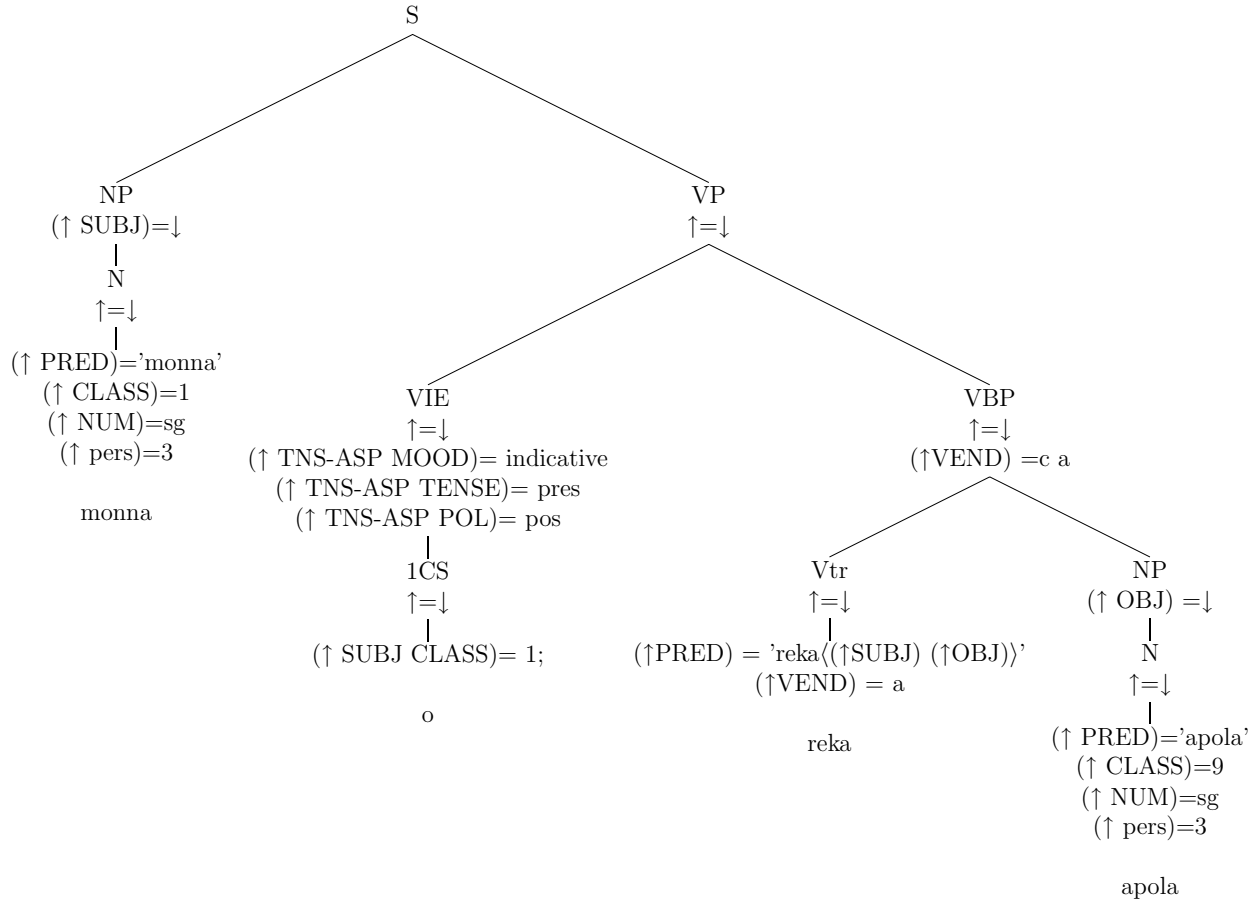 S
NP
(↑ SUBJ)=↓
N
↑=↓
(↑ PRED)='monna'
(↑ CLASS)=1
(↑ NUM)=sg
(↑ pers)=3
monna
VP
↑=↓
VIE
↑=↓
(↑ TNS-ASP MOOD)= indicative
(↑ TNS-ASP TENSE)= pres
(↑ TNS-ASP POL)= pos
1CS
↑=↓
(↑ SUBJ CLASS)= 1;
o
VBP
↑=↓
(↑VEND) =c a
Vtr
↑=↓
(↑PRED) = 'reka⟨(↑SUBJ) (↑OBJ)⟩'
(↑VEND) = a
reka
NP
(↑ OBJ) =↓
N
↑=↓
(↑ PRED)='apola'
(↑ CLASS)=9
(↑ NUM)=sg
(↑ pers)=3
apola